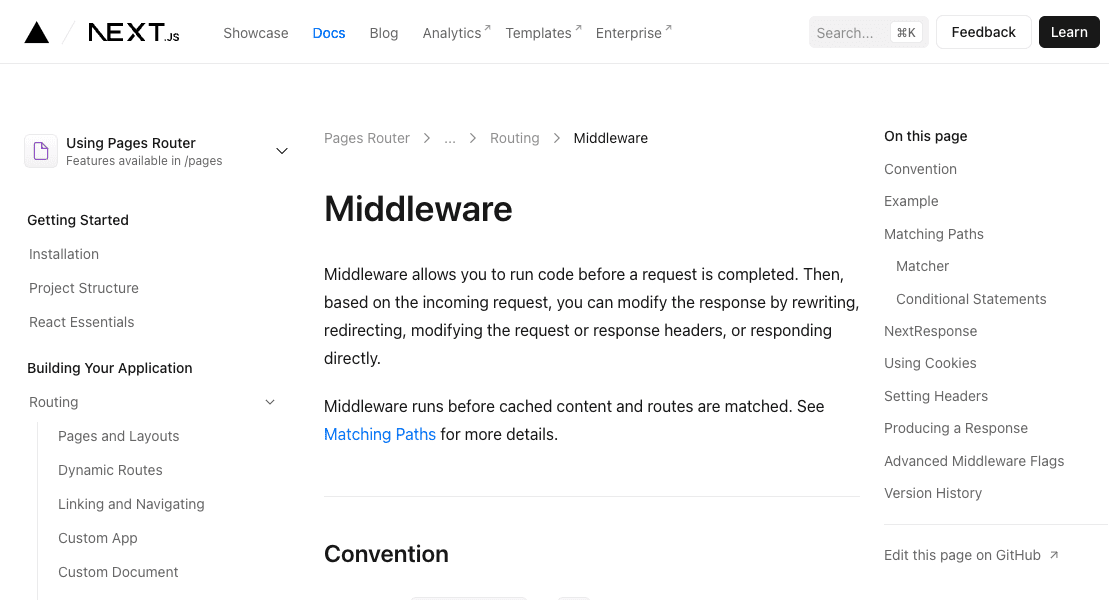 NEXT.JS
Showcase
Docs
Blog
Analytics
Templates
Enterprise
Search...
⌘K
Feedback
Learn
Using Pages Router
Features available in /pages
Getting Started
Installation
Project Structure
React Essentials
Building Your Application
Routing
Pages and Layouts
Dynamic Routes
Linking and Navigating
Custom App
Custom Document
Pages Router > ... > Routing > Middleware
Middleware
Middleware allows you to run code before a request is completed. Then,
based on the incoming request, you can modify the response by rewriting,
redirecting, modifying the request or response headers, or responding
directly.
Middleware runs before cached content and routes are matched. See
Matching Paths for more details.
Convention
On this page
Convention
Example
Matching Paths
Matcher
Conditional Statements
NextResponse
Using Cookies
Setting Headers
Producing a Response
Advanced Middleware Flags
Version History
Edit this page on GitHub